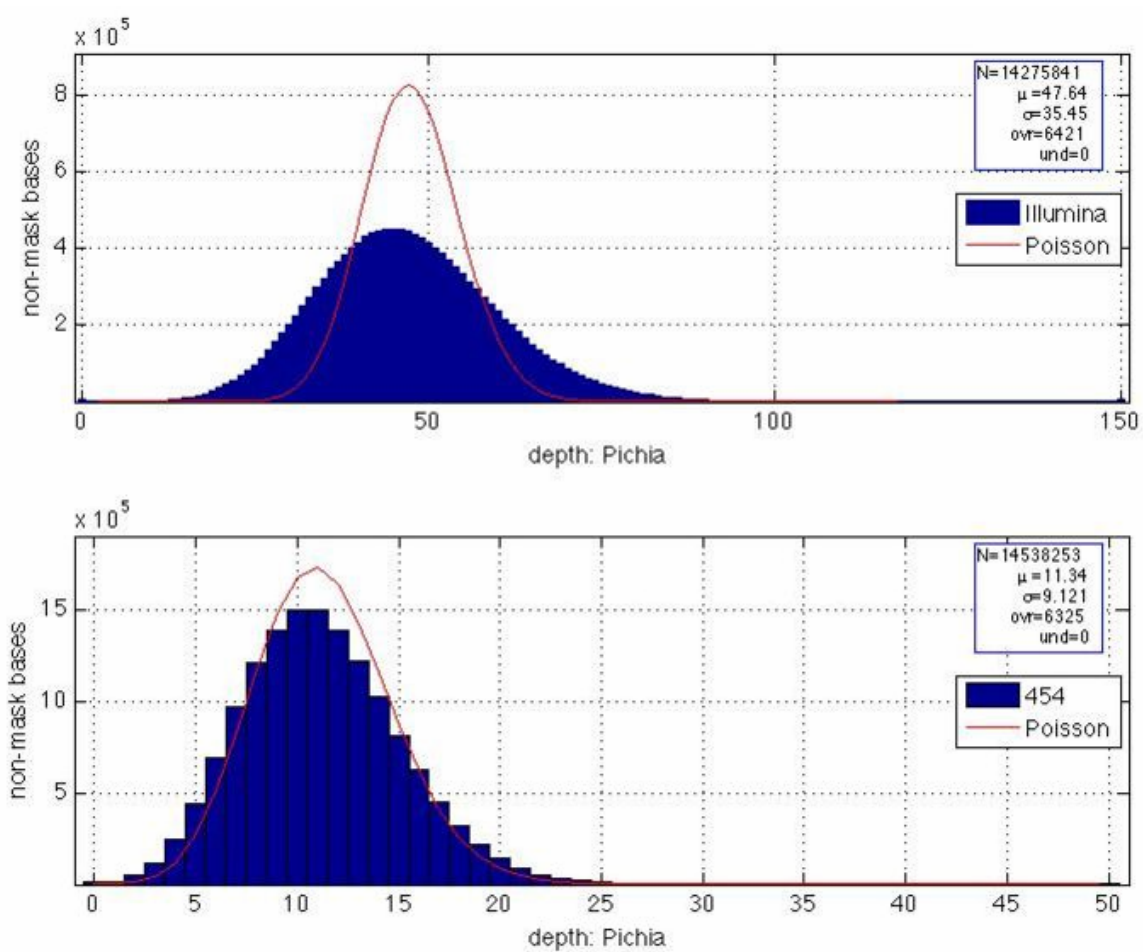 x 10^5
8
6
4
2
non-mask bases
N=14275841
μ=47.64
σ=35.45
ovr=6421
und=0
Illumina
Poisson
0 50 100 150
depth: Pichia
x 10^5
15
10
5
non-mask bases
N=14538253
μ=11.34
σ=9.121
ovr=6325
und=0
454
Poisson
0 5 10 15 20 25 30 35 40 45 50
depth: Pichia